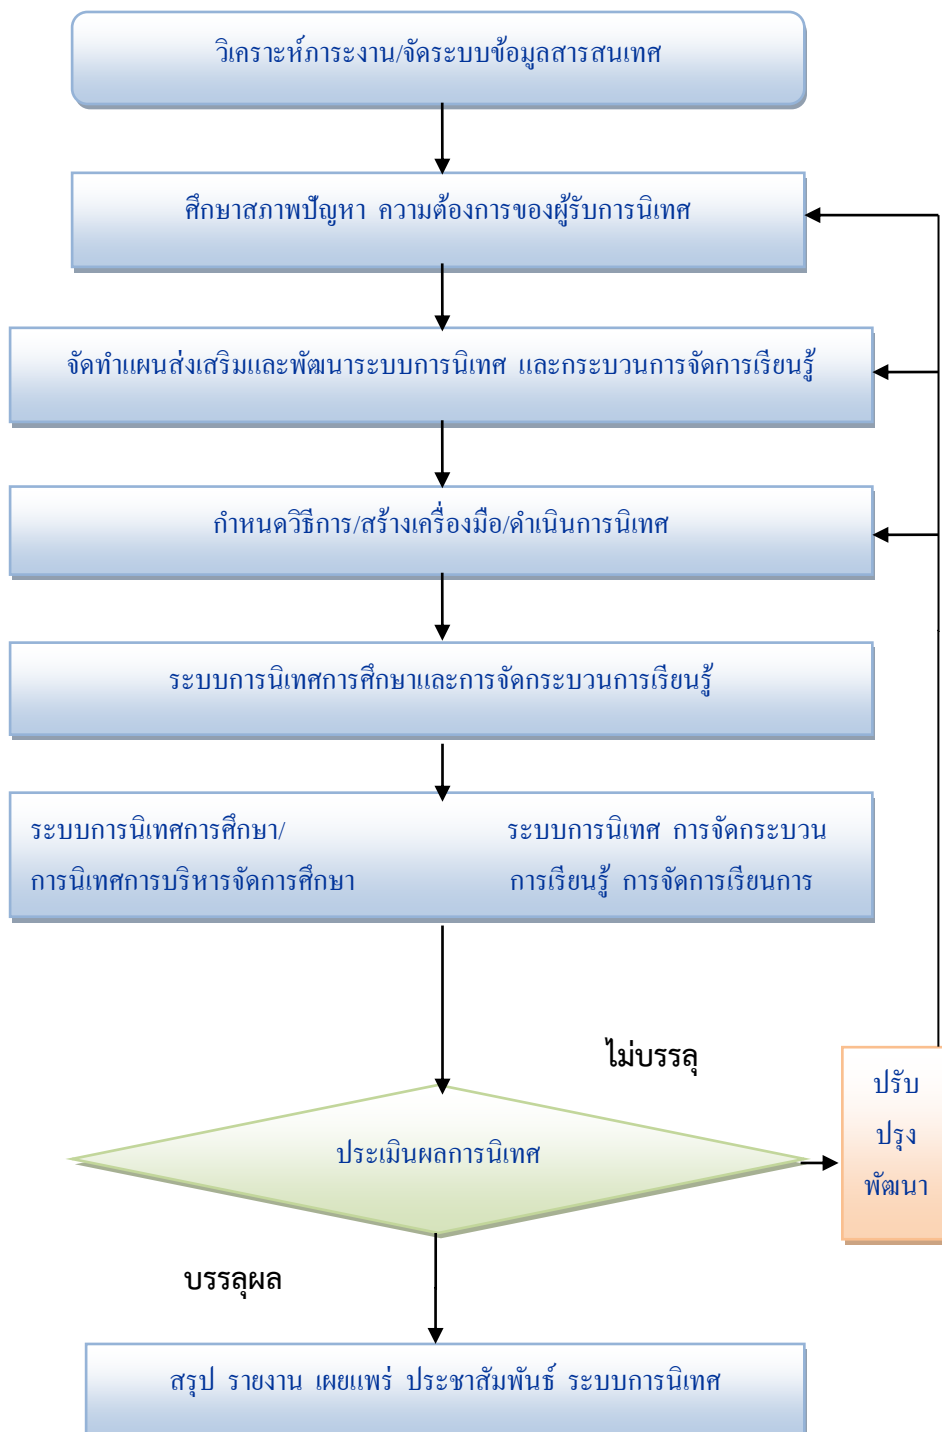 วิเคราะห์ภาระงาน/จัดระบบข้อมูลสารสนเทศ
ศึกษาสภาพปัญหา ความต้องการของผู้รับการนิเทศ
จัดทำแผนส่งเสริมและพัฒนาระบบการนิเทศ และกระบวนการจัดการเรียนรู้
กำหนดวิธีการ/สร้างเครื่องมือ/ดำเนินการนิเทศ
ระบบการนิเทศการศึกษาและการจัดกระบวนการเรียนรู้
ระบบการนิเทศการศึกษา/
การนิเทศการบริหารจัดการศึกษา
ระบบการนิเทศ การจัดกระบวน
การเรียนรู้ การจัดการเรียนการ
ไม่บรรลุ
ปรับ
ปรุง
พัฒนา
ประเมินผลการนิเทศ
บรรลุผล
สรุป รายงาน เผยแพร่ ประชาสัมพันธ์ ระบบการนิเทศ